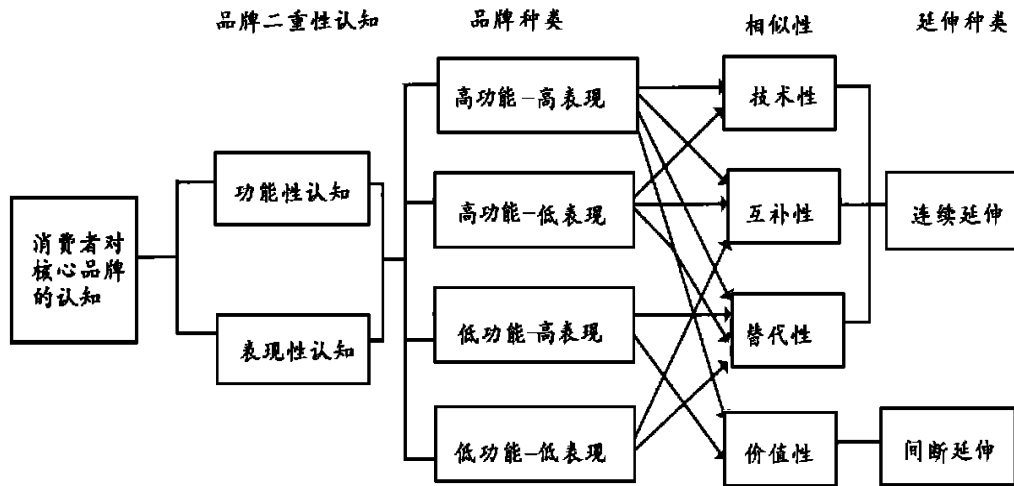 品牌二重性认知
品牌种类
相似性
延伸种类
高功能-高表现
技术性
功能性认知
高功能-低表现
互补性
连续延伸
消费者对
核心品牌
的认知
表现性认知
低功能-高表现
替代性
低功能-低表现
价值性
间断延伸